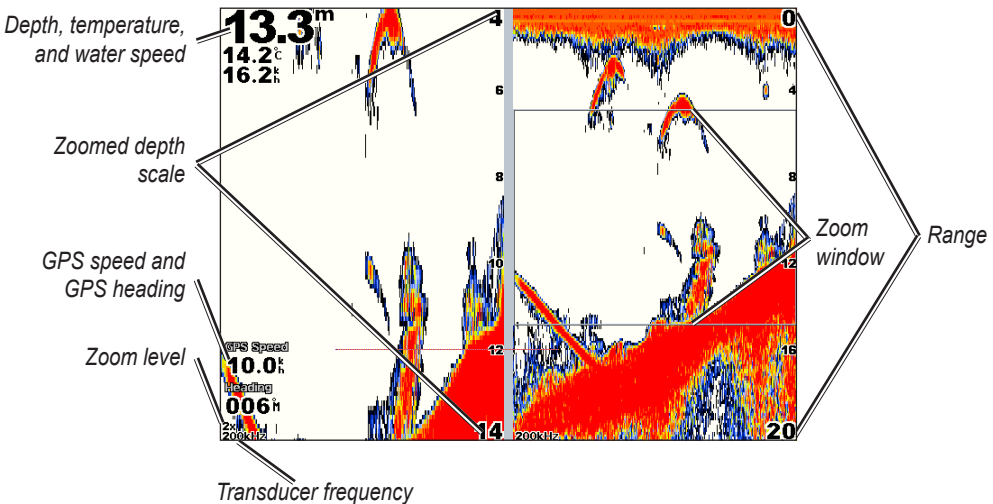 Depth, temperature,
and water speed
Zoomed depth
scale
GPS speed and
GPS heading
Zoom level
Transducer frequency
13.3m
14.2°C
16.2kh
4
6
8
10
12
14
GPS Speed
10.0kh
Heading
006°M
2x
200kHz
0
4
8
12
16
20
200kHz
Zoom
window
Range